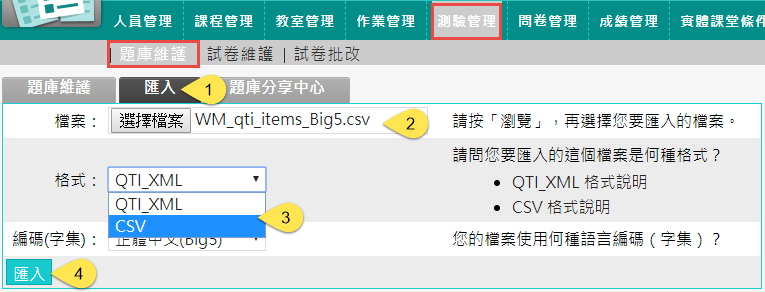 人員管理 課程管理 教室管理 作業管理 測驗管理 問卷管理 成績管理 實體課堂條件
| 題庫維護 | 試卷維護 | 試卷批改
題庫維護 匯入 1 題庫分享中心
檔案： 選擇檔案 WM_qti_items_Big5.csv 2 請按「瀏覽」，再選擇您要匯入的檔案。
格式： QTI_XML 請問您要匯入的這個檔案是何種格式？
• QTI_XML 格式說明
QTI_XML
• CSV 格式說明
CSV 3
編碼(字集)： 正體中文(Big5) 您的檔案使用何種語言編碼（字集）？
匯入 4